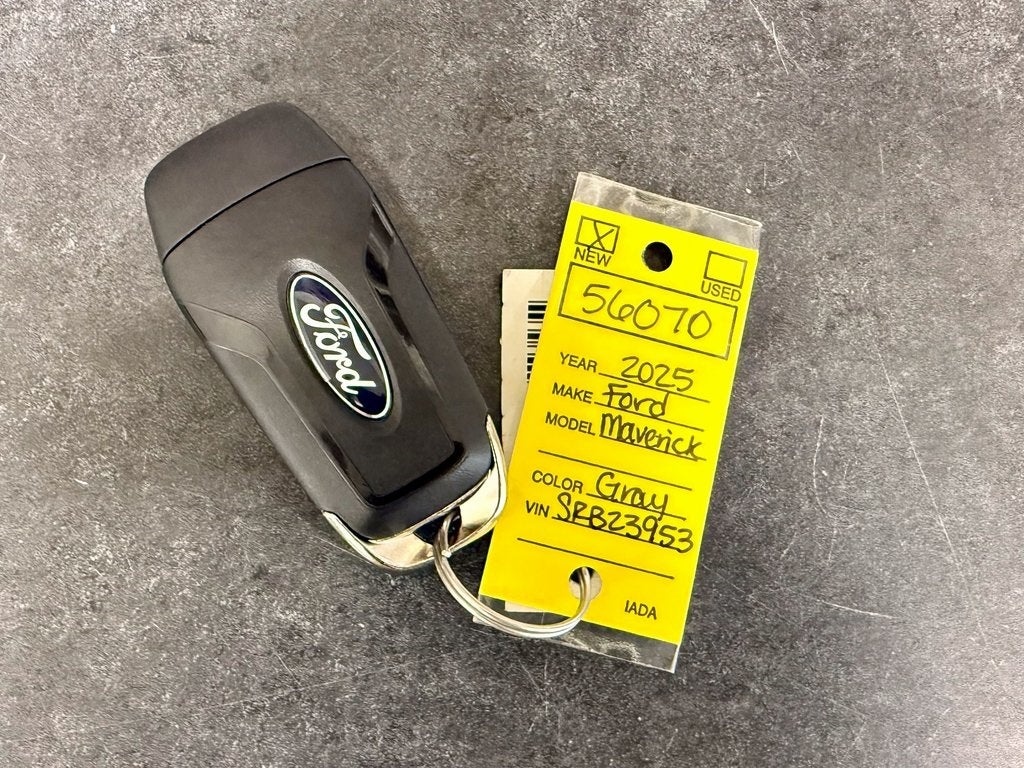 Ford
NEW
USED
56070
YEAR 2025
MAKE Ford
MODEL Maverick
COLOR Gray
VIN SRB23953
IADA